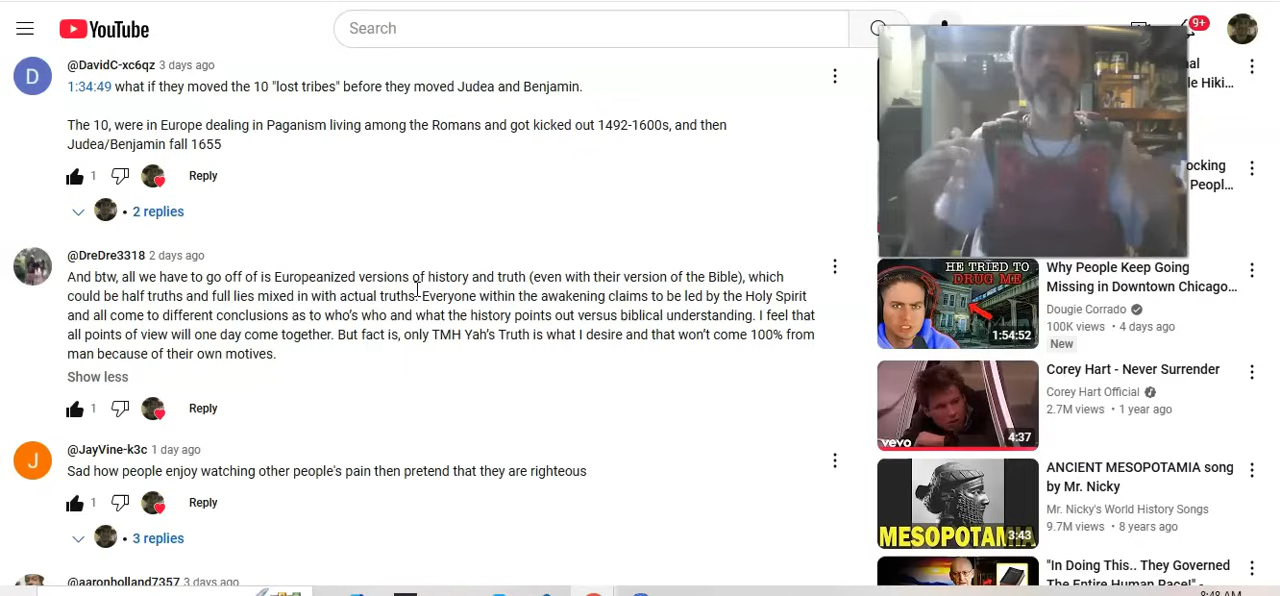 YouTube
Search
9+
D
@DavidC-xc6qz 3 days ago
1:34:49 what if they moved the 10 "lost tribes" before they moved Judea and Benjamin.
The 10, were in Europe dealing in Paganism living among the Romans and got kicked out 1492-1600s, and then
Judea/Benjamin fall 1655
1
Reply
• 2 replies
@DreDre3318 2 days ago
And btw, all we have to go off of is Europeanized versions of history and truth (even with their version of the Bible), which
could be half truths and full lies mixed in with actual truths. Everyone within the awakening claims to be led by the Holy Spirit
and all come to different conclusions as to who's who and what the history points out versus biblical understanding. I feel that
all points of view will one day come together. But fact is, only TMH Yah's Truth is what I desire and that won't come 100% from
man because of their own motives.
Show less
1
Reply
J
@JayVine-k3c 1 day ago
Sad how people enjoy watching other people's pain then pretend that they are righteous
1
Reply
• 3 replies
@aaronholland7357 3 days ago
nal
le Hiki...
ocking
Peopl...
HE TRIED TO
DRUG ME
1:54:52
Why People Keep Going
Missing in Downtown Chicago...
Dougie Corrado
100K views • 4 days ago
New
vevo
4:37
Corey Hart - Never Surrender
Corey Hart Official
2.7M views • 1 year ago
MESOPOTAMIA
3:43
ANCIENT MESOPOTAMIA song
by Mr. Nicky
Mr. Nicky's World History Songs
9.7M views • 8 years ago
"In Doing This.. They Governed
The Entire Human Race!" -
8:48 AM